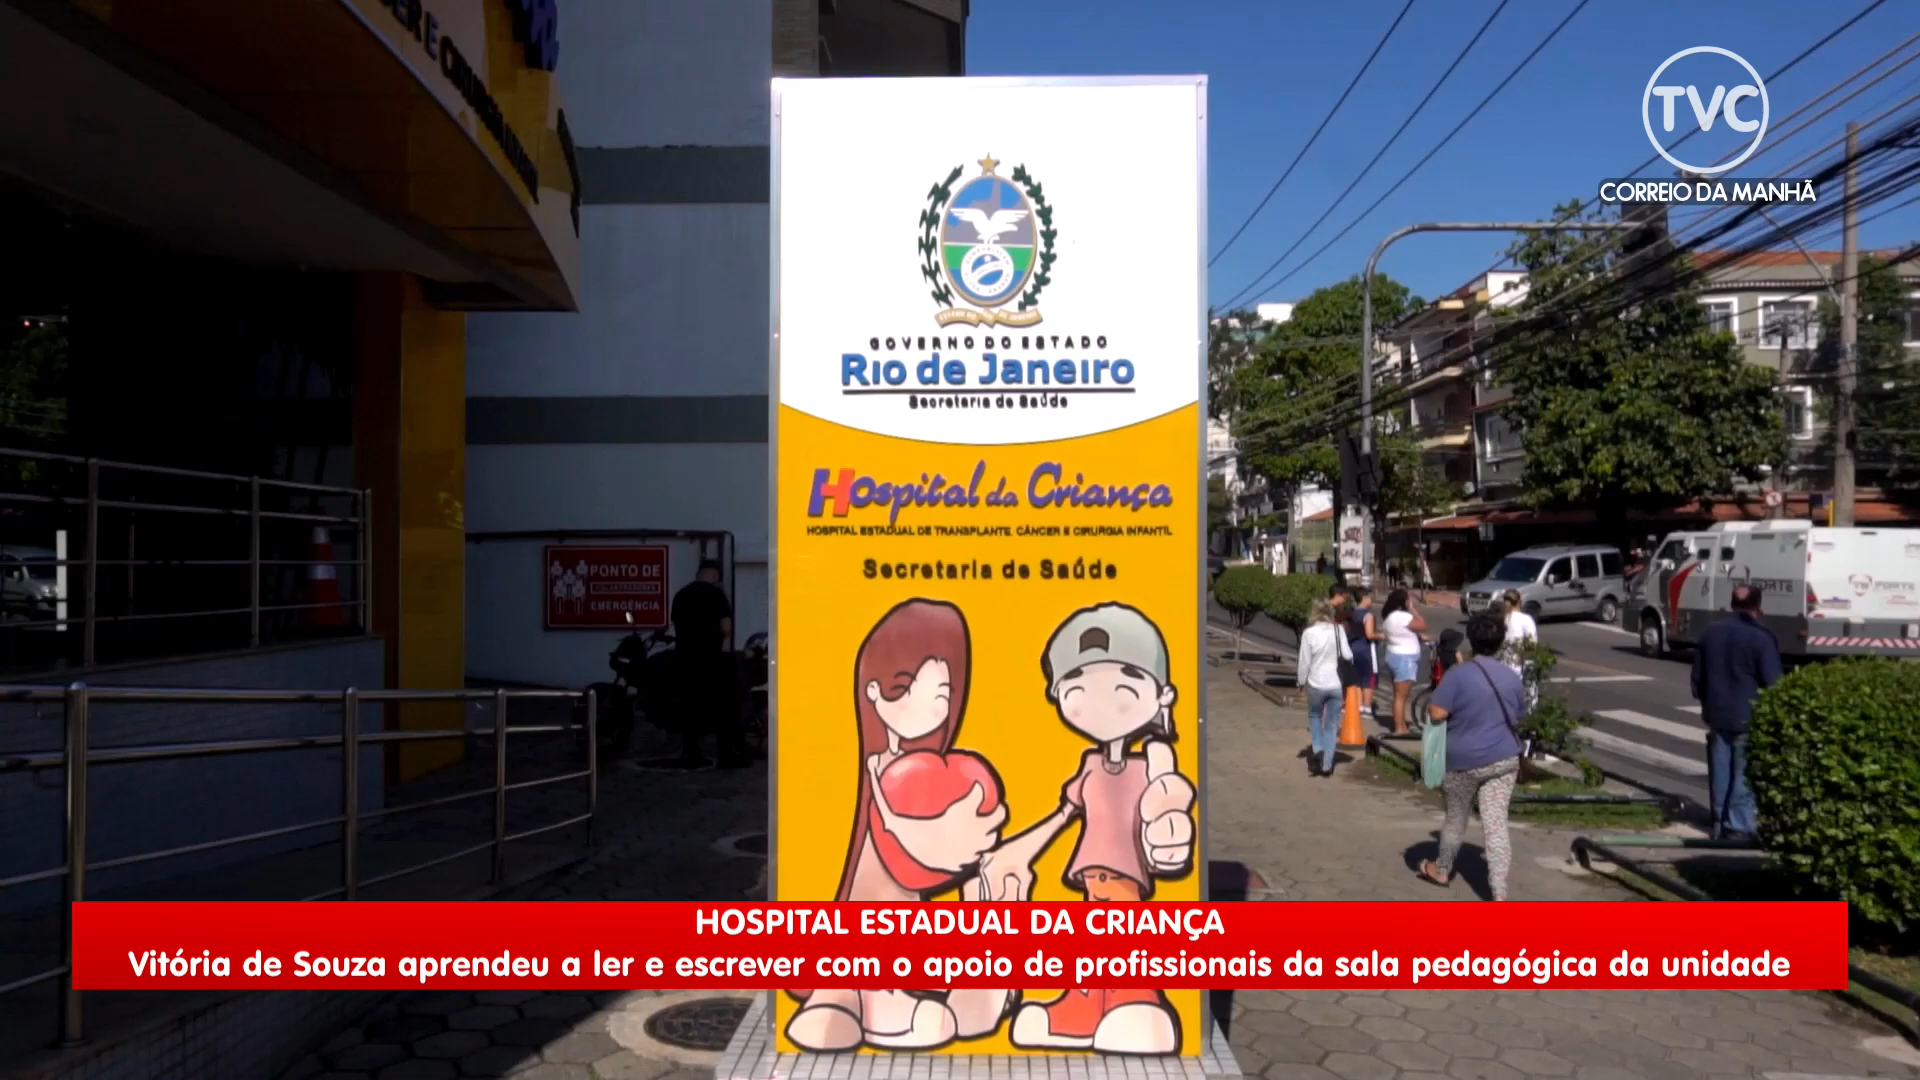 TVC
CORREIO DA MANHÃ
GOVERNO DO ESTADO
Rio de Janeiro
Secretaria de Saúde
Hospital da Criança
HOSPITAL ESTADUAL DE TRANSPLANTE CÂNCER E CIRURGIA INFANTIL
Secretaria de Saúde
PONTO DE
EMERGÊNCIA
HOSPITAL ESTADUAL DA CRIANÇA
Vitória de Souza aprendeu a ler e escrever com o apoio de profissionais da sala pedagógica da unidade